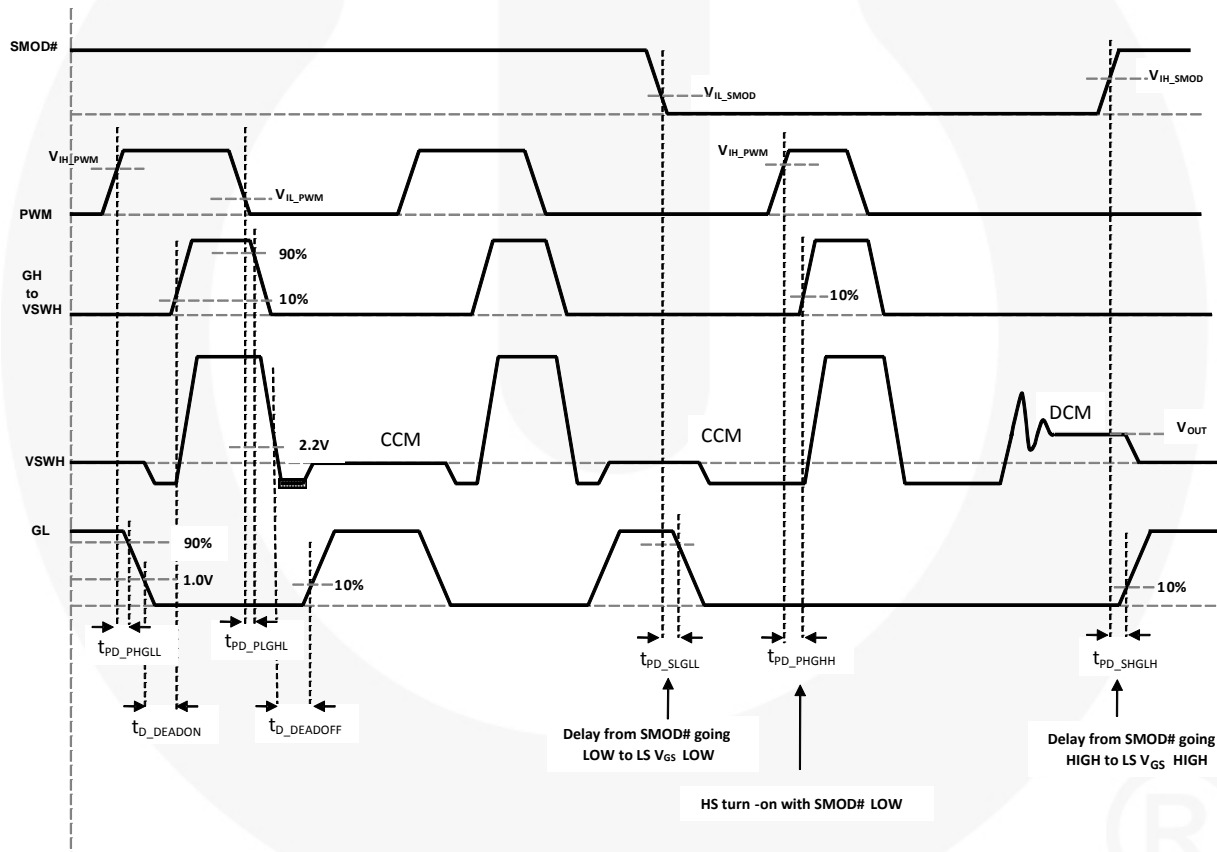 SMOD#
V_IL_SMOD
V_IH_SMOD
V_IH_PWM
V_IL_PWM
V_IH_PWM
PWM
GH
to
VSWH
90%
10%
10%
2.2V
CCM
CCM
DCM
V_OUT
VSWH
GL
90%
1.0V
10%
10%
t_PD_PHGLL
t_PD_PLGHL
t_PD_SLGLL
t_PD_PHGHH
t_PD_SHGLH
t_D_DEADON
t_D_DEADOFF
Delay from SMOD# going
LOW to LS V_GS LOW
Delay from SMOD# going
HIGH to LS V_GS HIGH
HS turn -on with SMOD# LOW
®